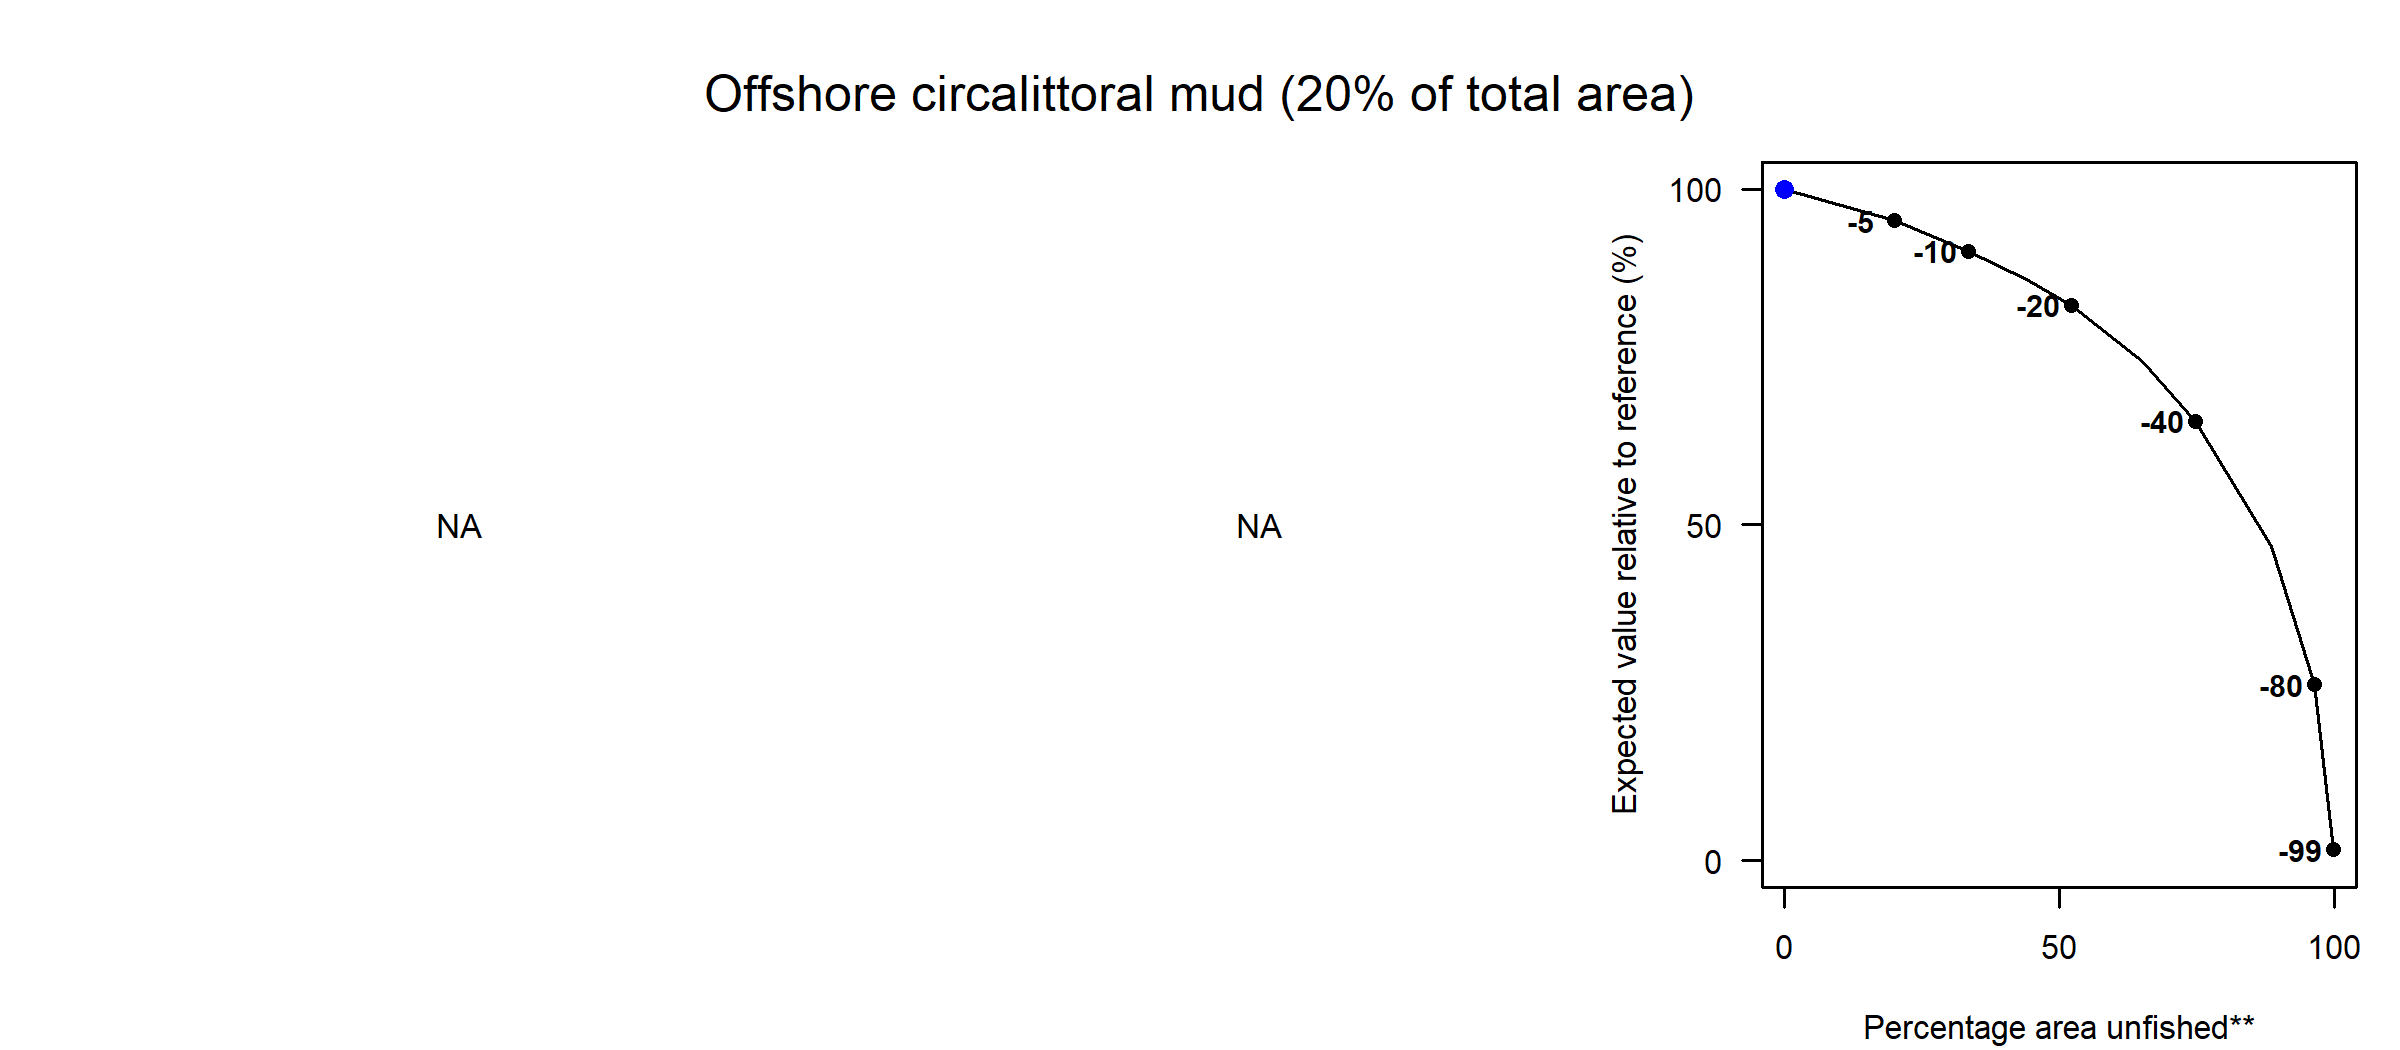 Offshore circalittoral mud (20% of total area)
NA
NA
Expected value relative to reference (%)
100
50
0
-5
-10
-20
-40
-80
-99
0
50
100
Percentage area unfished**